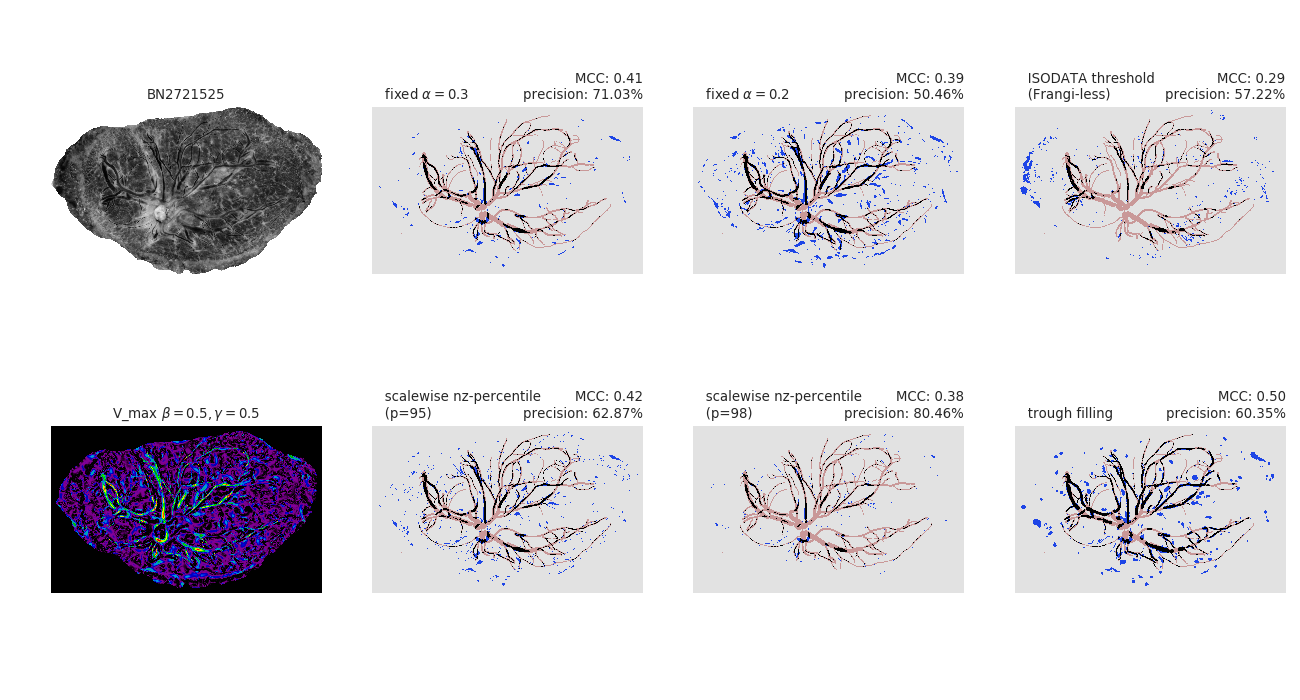 BN2721525
MCC: 0.41
fixed α = 0.3 precision: 71.03%
MCC: 0.39
fixed α = 0.2 precision: 50.46%
ISODATA threshold MCC: 0.29
(Frangi-less) precision: 57.22%
V_max β = 0.5, γ = 0.5
scalewise nz-percentile MCC: 0.42
(p=95) precision: 62.87%
scalewise nz-percentile MCC: 0.38
(p=98) precision: 80.46%
MCC: 0.50
trough filling precision: 60.35%